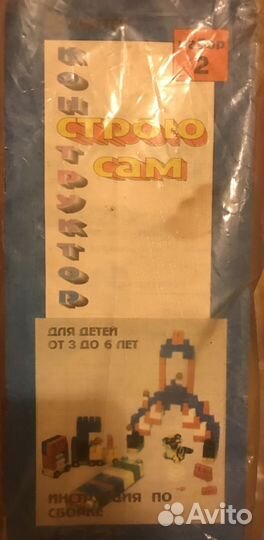 КОНСТРУКТОР
НАБОР
2
СТРОЮ
САМ
ДЛЯ ДЕТЕЙ
ОТ 3 ДО 6 ЛЕТ
ИНСТРУКЦИЯ ПО
СБОРКЕ
Avito